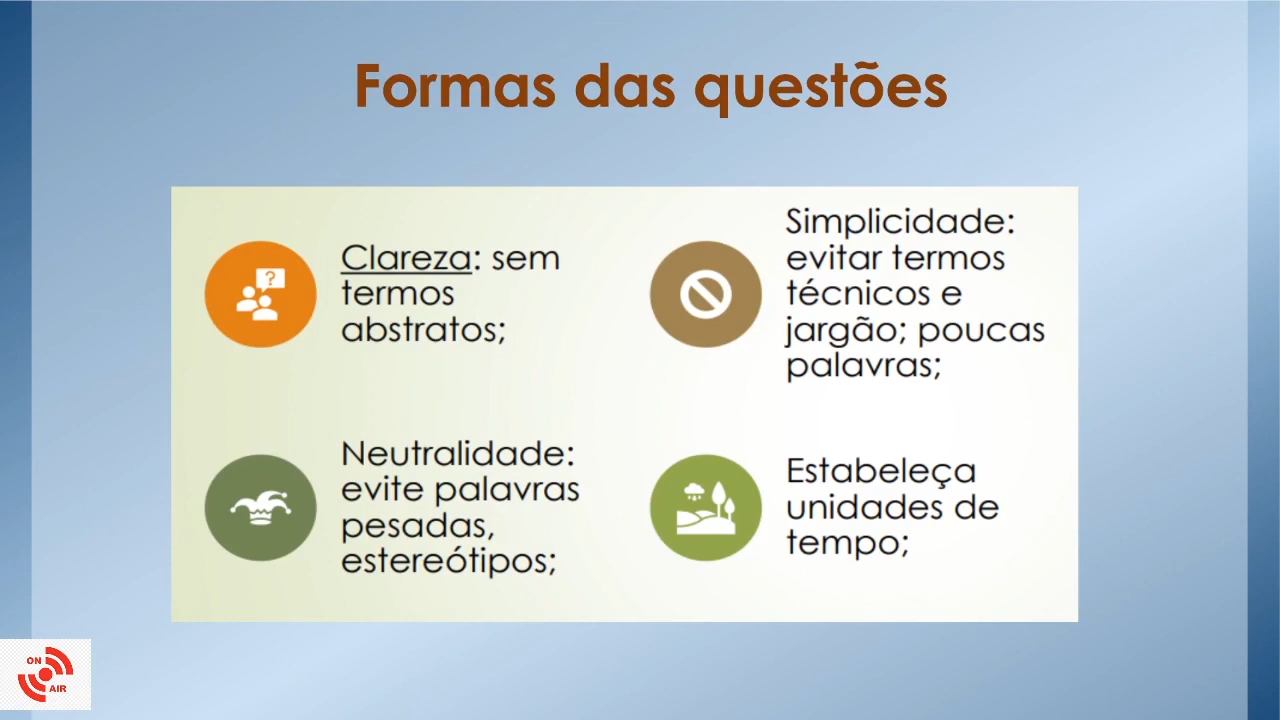 Formas das questões
Clareza: sem
termos
abstratos;
Simplicidade:
evitar termos
técnicos e
jargão; poucas
palavras;
Neutralidade:
evite palavras
pesadas,
estereótipos;
Estabeleça
unidades de
tempo;
?
ON
AIR